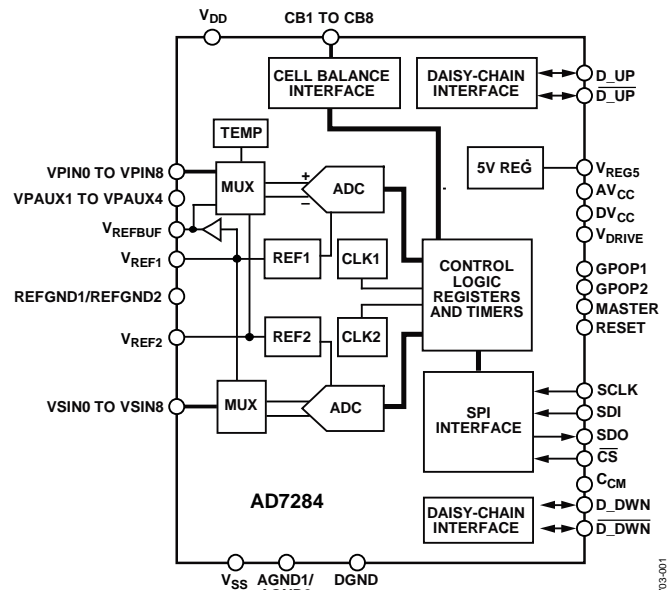 VDD
CB1 TO CB8
CELL BALANCE
INTERFACE
DAISY-CHAIN
INTERFACE
D_UP
D_UP
TEMP
VPIN0 TO VPIN8
MUX
+
–
ADC
5V REG
VREG5
VPAUX1 TO VPAUX4
AVCC
DVCC
VREFBUF
VDRIVE
VREF1
REF1
CLK1
CONTROL
LOGIC
REGISTERS
AND TIMERS
GPOP1
GPOP2
MASTER
RESET
REFGND1/REFGND2
VREF2
REF2
CLK2
VSIN0 TO VSIN8
MUX
ADC
SPI
INTERFACE
SCLK
SDI
SDO
CS
CCM
AD7284
DAISY-CHAIN
INTERFACE
D_DWN
D_DWN
VSS
AGND1/
DGND
03-001